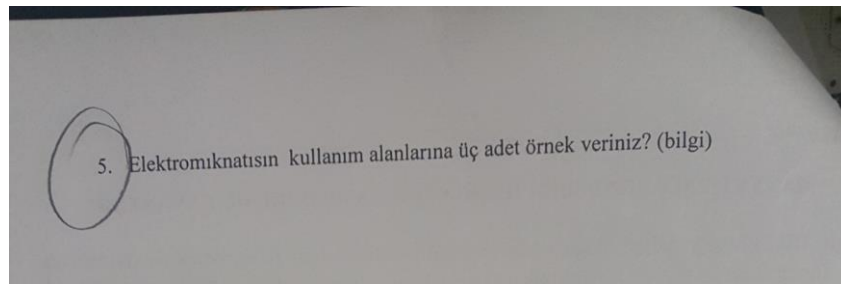 5. Elektromıknatısın kullanım alanlarına üç adet örnek veriniz? (bilgi)